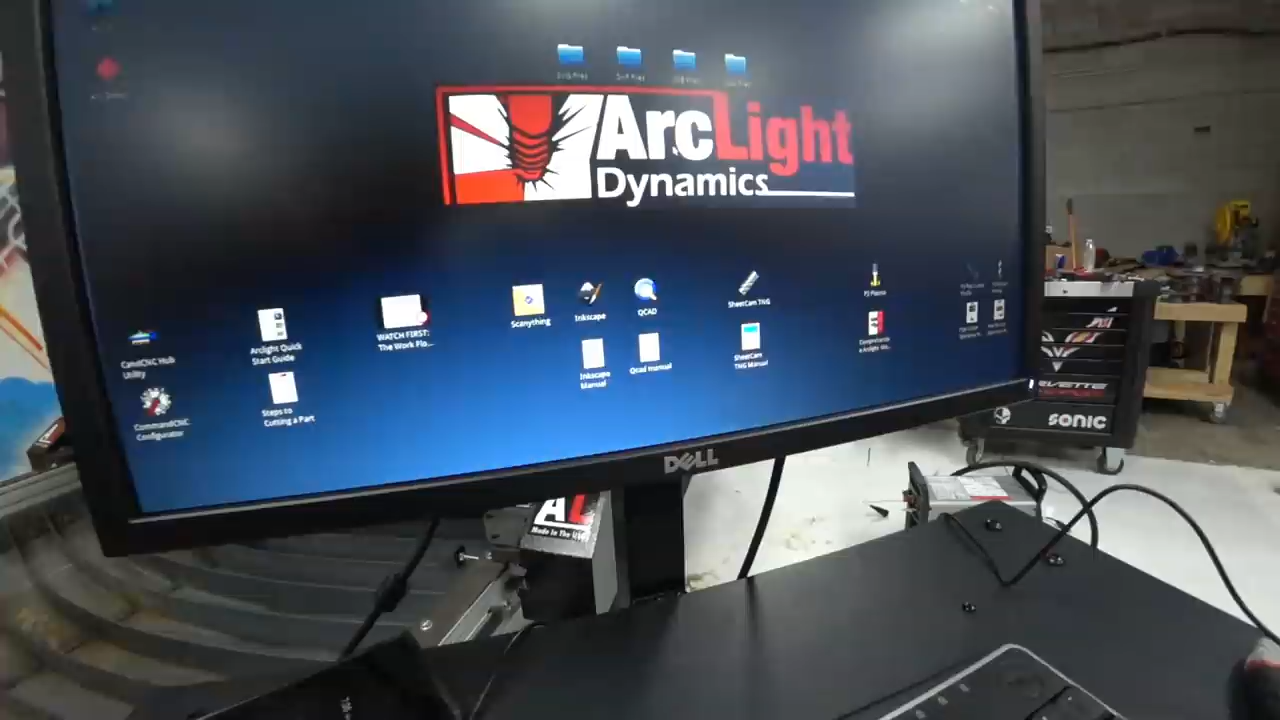 ArcLight
Dynamics
CandCNC Hub
Utility
CommandCNC
Configurator
Arclight Quick
Start Guide
Steps to
Cutting a Part
WATCH FIRST:
The Work Flo...
Scanything
Inkscape
Inkscape
Manual
QCAD
Qcad manual
SheetCam TNG
SheetCam
TNG Manual
DELL
AL
Made In The
SONIC